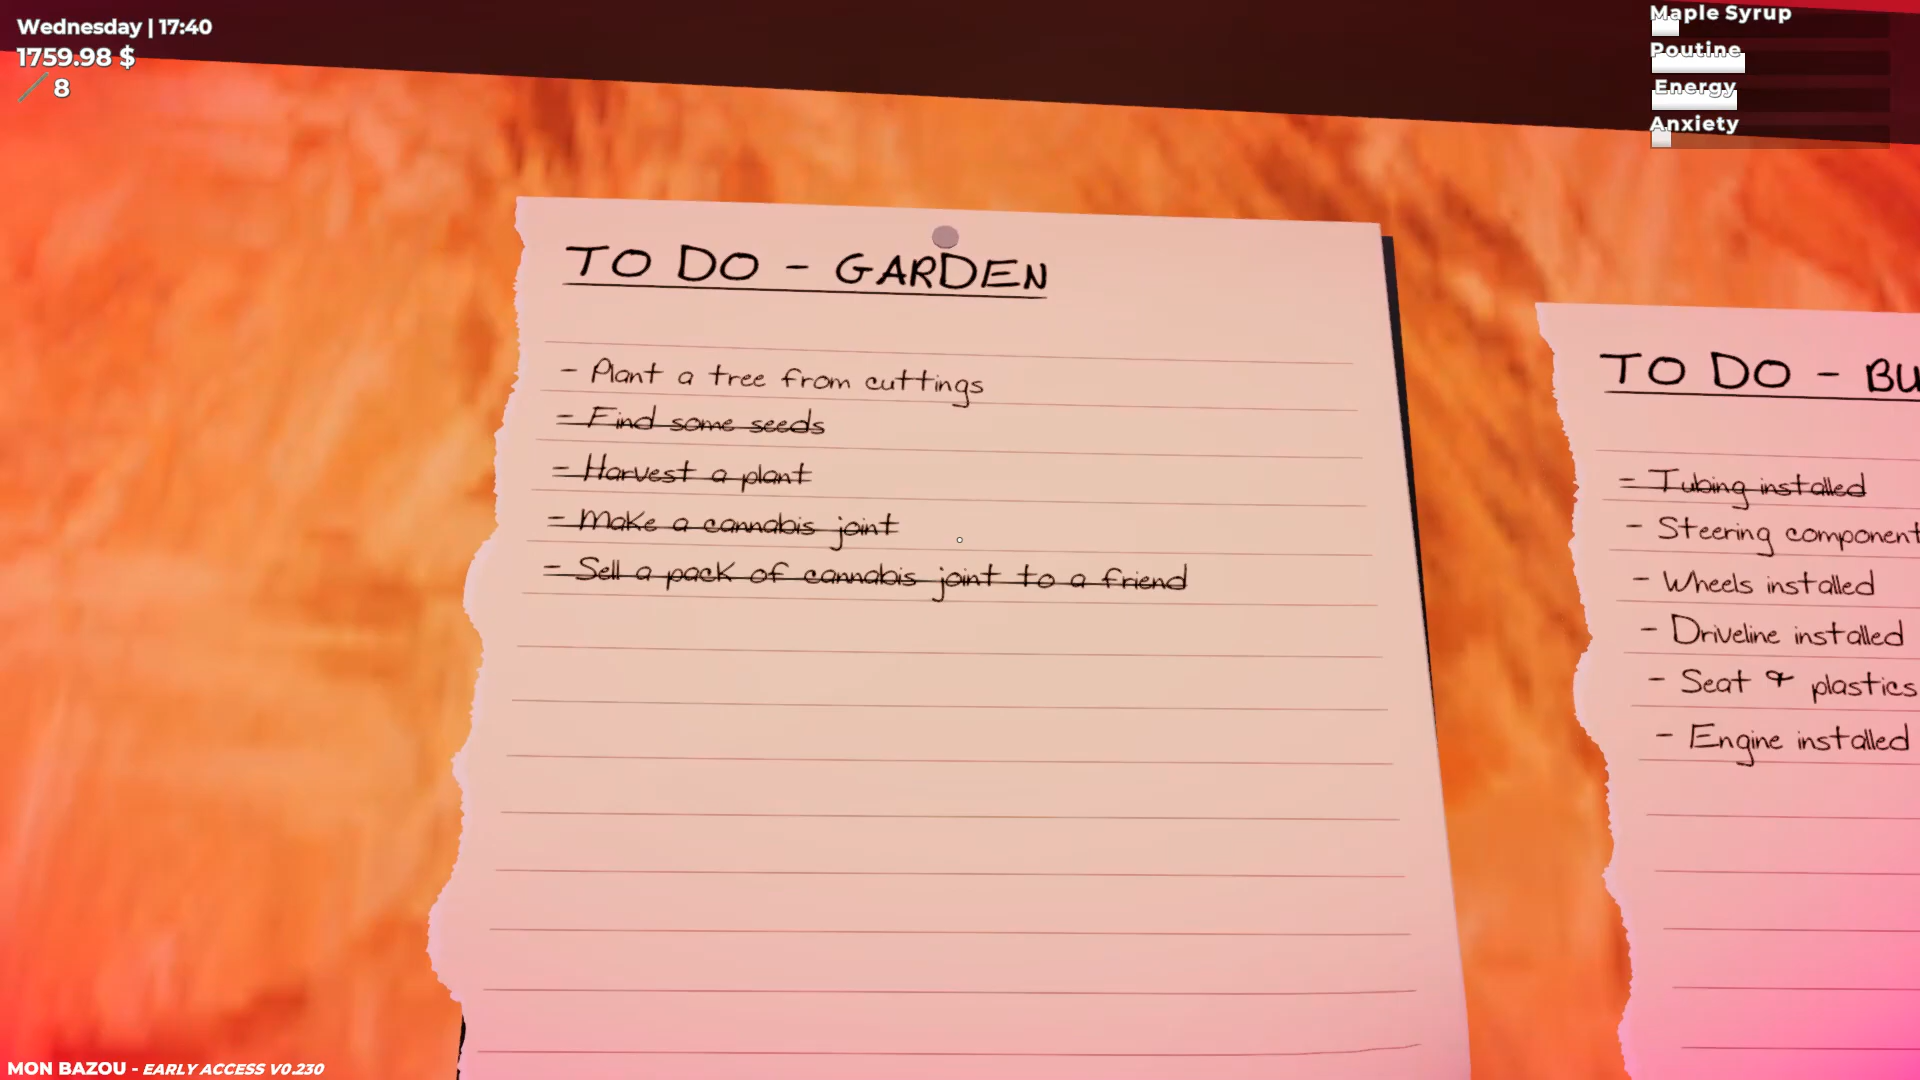 Wednesday | 17:40
1759.98 $
8
Maple Syrup
Poutine
Energy
Anxiety
TO DO - GARDEN
- Plant a tree from cuttings
- Find some seeds
- Harvest a plant
- Make a cannabis joint
- Sell a pack of cannabis joint to a friend
TO DO - BU
- Tubing installed
- Steering component
- Wheels installed
- Driveline installed
- Seat & plastics
- Engine installed
MON BAZOU - EARLY ACCESS V0.230